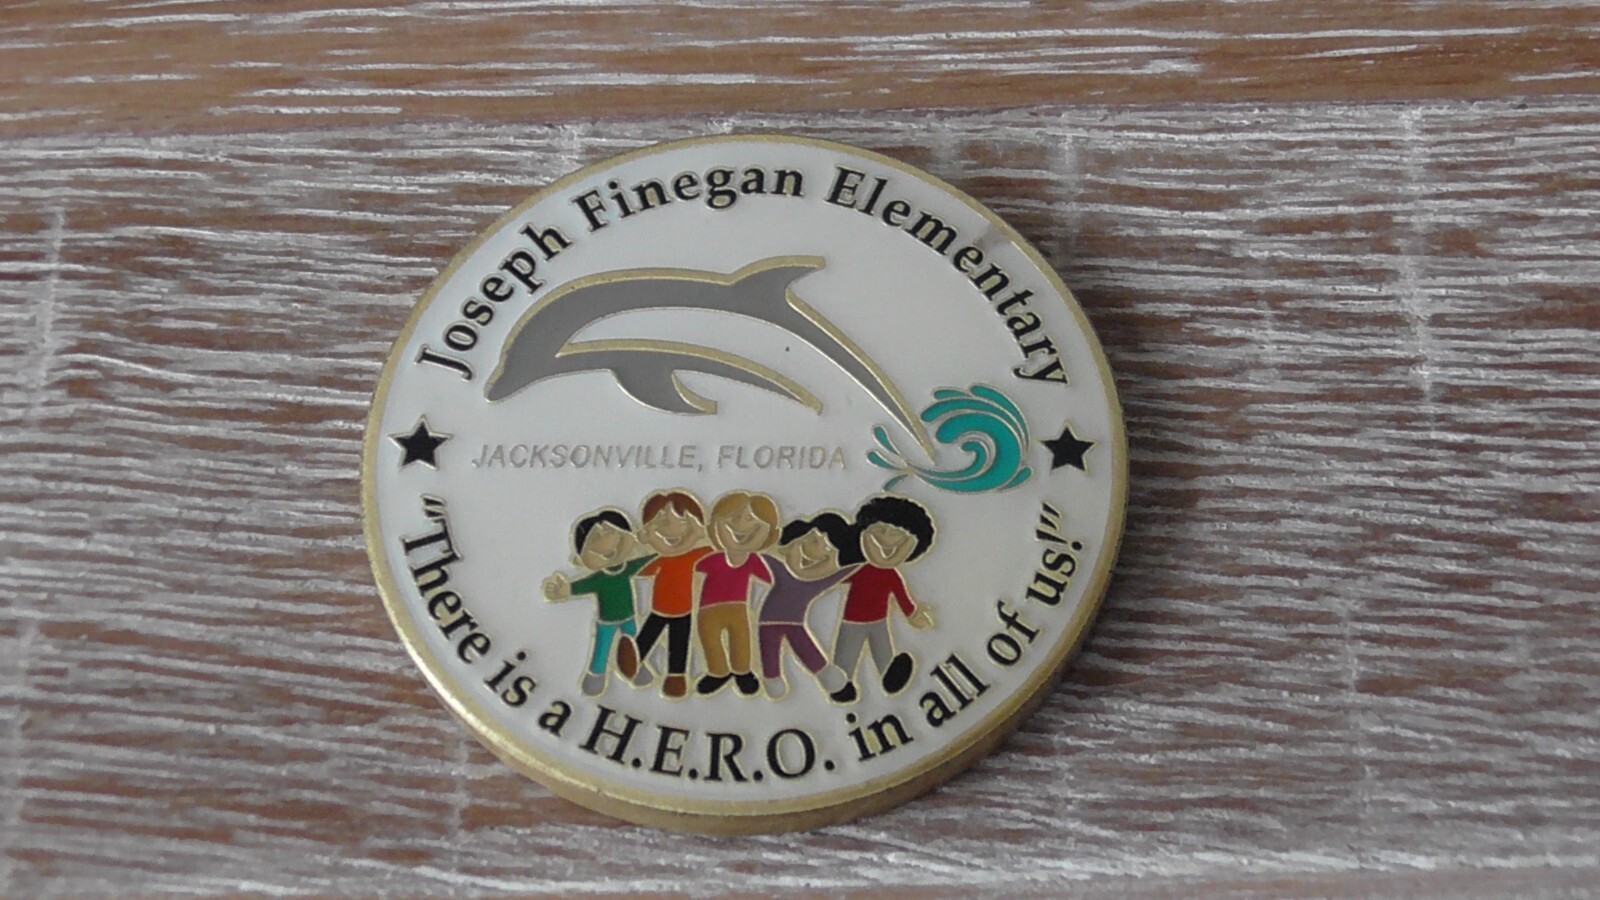 Joseph Finegan Elementary
JACKSONVILLE, FLORIDA
"There is a H.E.R.O. in all of us!"